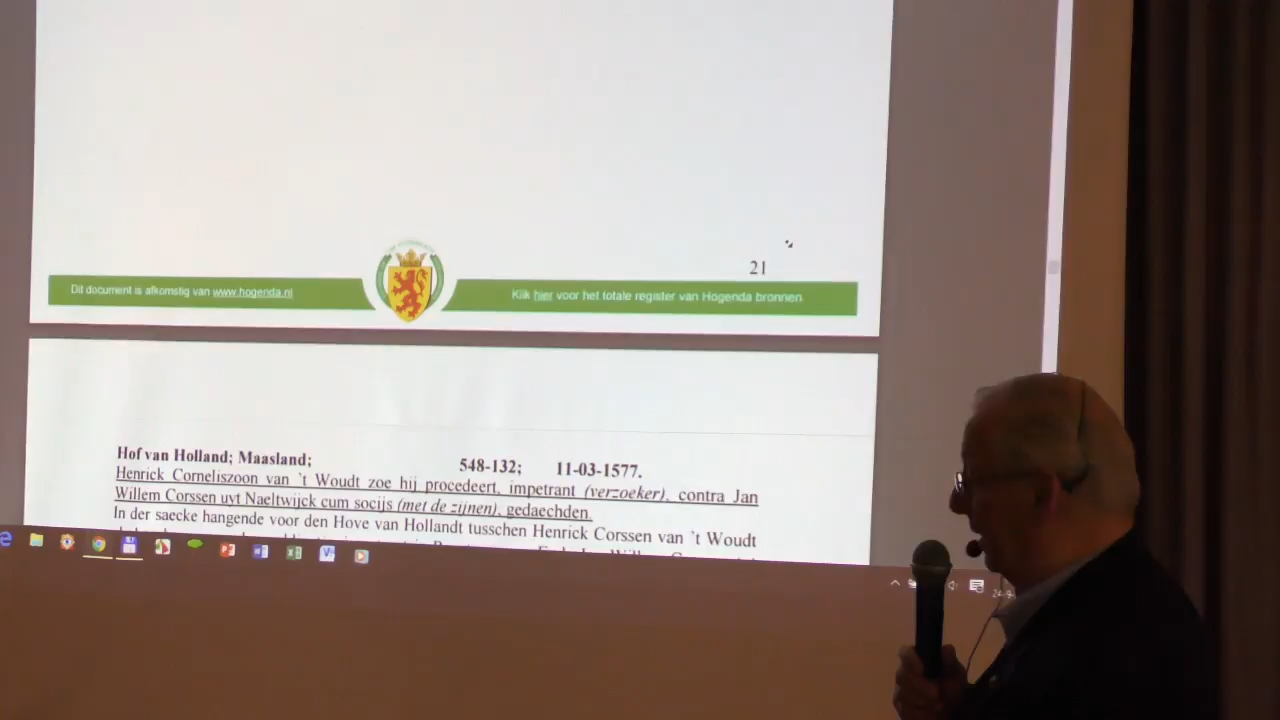 21
Dit document is afkomstig van www.hogenda.nl
Klik hier voor het totale register van Hogenda bronnen
Hof van Holland; Maasland; 548-132; 11-03-1577.
Henrick Corneliszoon van `t Woudt zoe hij procedeert, impetrant (verzoeker), contra Jan
Willem Corssen uyt Naeltwijck cum socijs (met de zijnen), gedaechden.
In der saecke hangende voor den Hove van Hollandt tusschen Henrick Corssen van `t Woudt